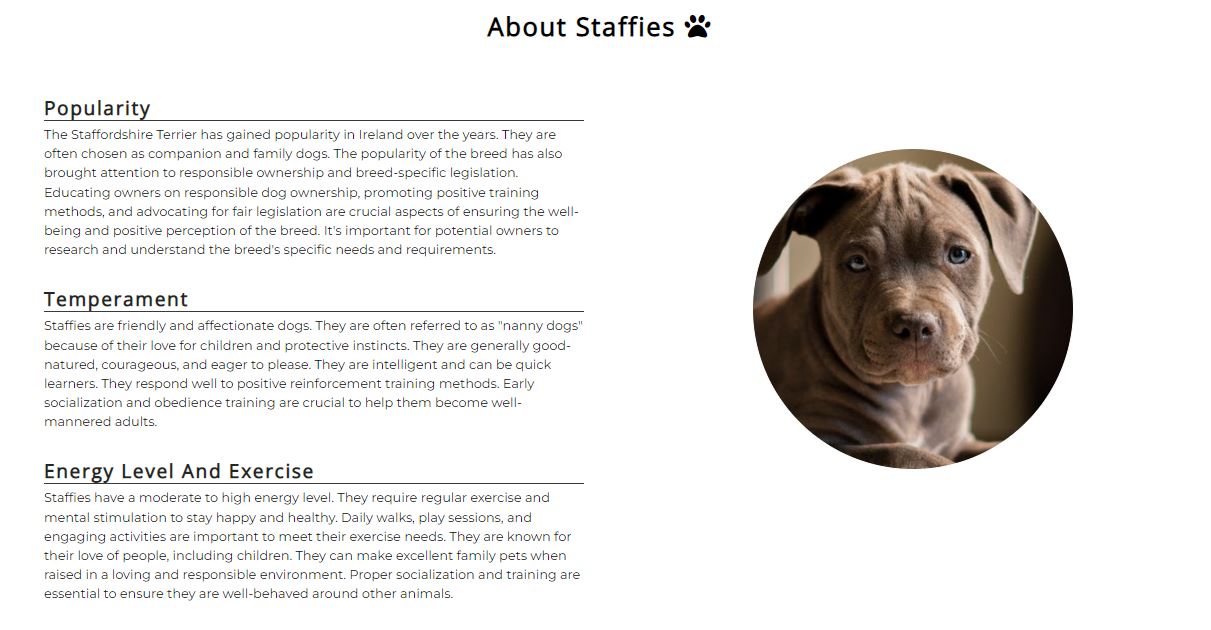 About Staffies
Popularity
The Staffordshire Terrier has gained popularity in Ireland over the years. They are
often chosen as companion and family dogs. The popularity of the breed has also
brought attention to responsible ownership and breed-specific legislation.
Educating owners on responsible dog ownership, promoting positive training
methods, and advocating for fair legislation are crucial aspects of ensuring the well-
being and positive perception of the breed. It's important for potential owners to
research and understand the breed's specific needs and requirements.
Temperament
Staffies are friendly and affectionate dogs. They are often referred to as "nanny dogs"
because of their love for children and protective instincts. They are generally good-
natured, courageous, and eager to please. They are intelligent and can be quick
learners. They respond well to positive reinforcement training methods. Early
socialization and obedience training are crucial to help them become well-
mannered adults.
Energy Level And Exercise
Staffies have a moderate to high energy level. They require regular exercise and
mental stimulation to stay happy and healthy. Daily walks, play sessions, and
engaging activities are important to meet their exercise needs. They are known for
their love of people, including children. They can make excellent family pets when
raised in a loving and responsible environment. Proper socialization and training are
essential to ensure they are well-behaved around other animals.